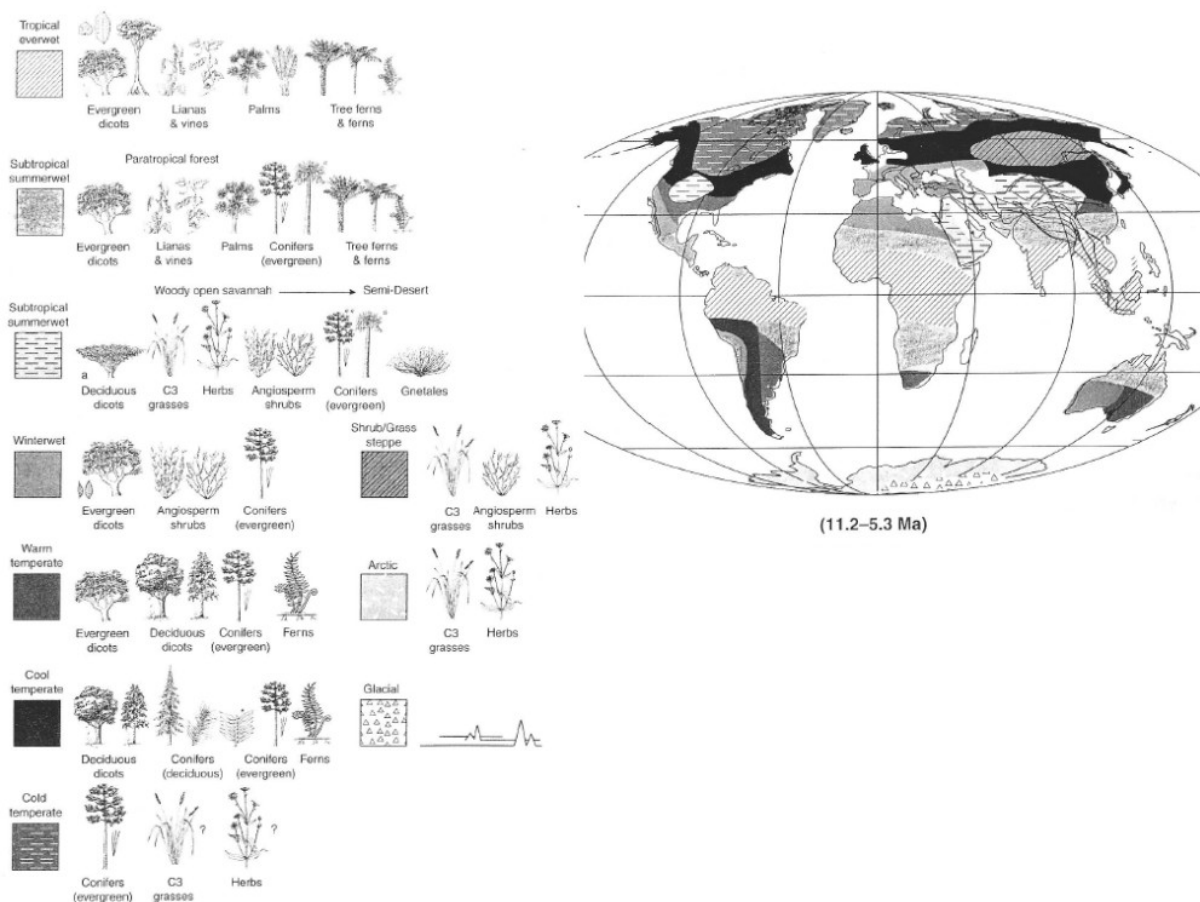 Tropical
everwet
Evergreen
dicots
Lianas
& vines
Palms
Tree ferns
& ferns
Subtropical
summerwet
Paratropical forest
Evergreen
dicots
Lianas
& vines
Palms
Conifers
(evergreen)
Tree ferns
& ferns
Subtropical
summerwet
Woody open savannah
Semi-Desert
a
Deciduous
dicots
C3
grasses
Herbs
Angiosperm
shrubs
Conifers
(evergreen)
Gnetales
Winterwet
Evergreen
dicots
Angiosperm
shrubs
Conifers
(evergreen)
Shrub/Grass
steppe
C3
grasses
Angiosperm
shrubs
Herbs
Warm
temperate
Evergreen
dicots
Deciduous
dicots
Conifers
(evergreen)
Ferns
Arctic
C3
grasses
Herbs
Cool
temperate
Deciduous
dicots
Conifers
(deciduous)
Conifers
(evergreen)
Ferns
Glacial
Cold
temperate
Conifers
(evergreen)
?
C3
grasses
?
Herbs
(11.2–5.3 Ma)